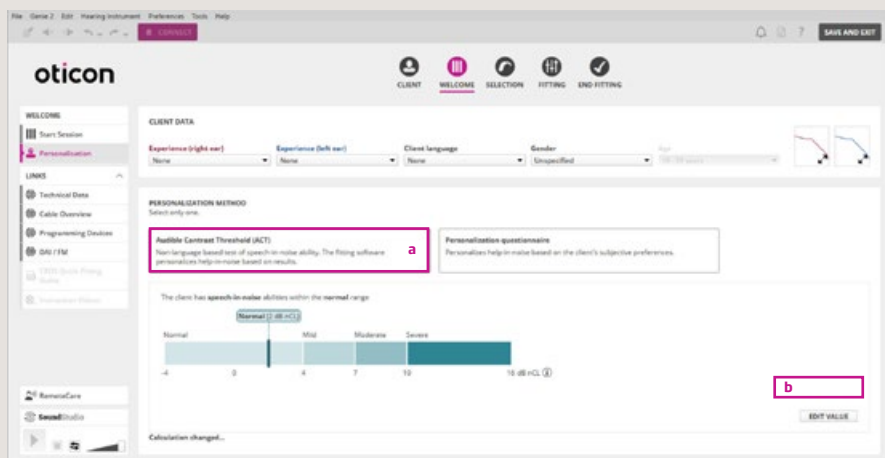 File Genie 2 Edit Hearing Instrument Preferences Tools Help
CONNECT
? SAVE AND EXIT
oticon
CLIENT WELCOME SELECTION FITTING END FITTING
WELCOME
Start Session
Personalization
LINKS
Technical Data
Cable Overview
Programming Devices
DAI / FM
CROS Quick Fitting
Guide
RemoteCare
SoundStudio
CLIENT DATA
Experience (right ear) Experience (left ear) Client language Gender Age
None None None Unspecified
PERSONALIZATION METHOD
Select only one.
Audible Contrast Threshold (ACT)
Non-language based test of speech-in-noise ability. The fitting software
personalizes help-in-noise based on results.
a
Personalization questionnaire
Personalizes help-in-noise based on the client's subjective preferences.
The client has speech-in-noise abilities within the normal range
Normal (2 dB nCL)
Normal Mild Moderate Severe
-4 0 4 7 10 16 dB nCL
b
EDIT VALUE
Calculation changed...